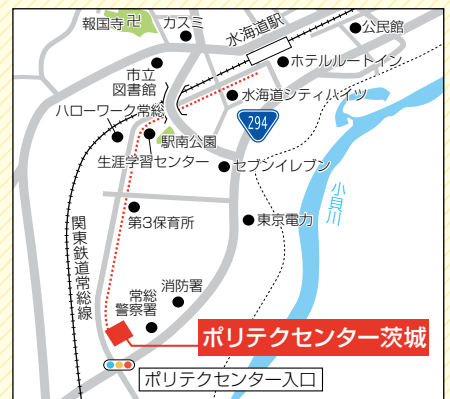 報国寺
カスミ
水海道駅
公民館
ホテルルートイン
市立
図書館
水海道シティハイツ
ハローワーク常総
294
駅南公園
生涯学習センター
セブンイレブン
小貝川
第3保育所
東京電力
関東鉄道常総線
消防署
常総
警察署
ポリテクセンター茨城
ポリテクセンター入口